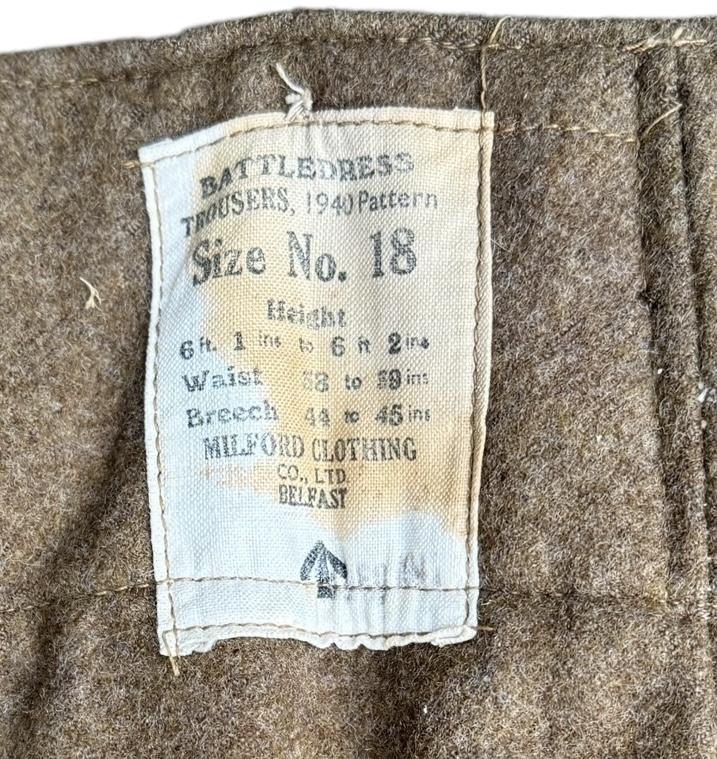 BATTLEDRESS
TROUSERS, 1940 Pattern
Size No. 18
Height
6 ft. 1 ins to 6 ft 2 ins
Waist 38 to 39 ins
Breech 44 to 45 ins
MILFORD CLOTHING
CO., LTD
BELFAST